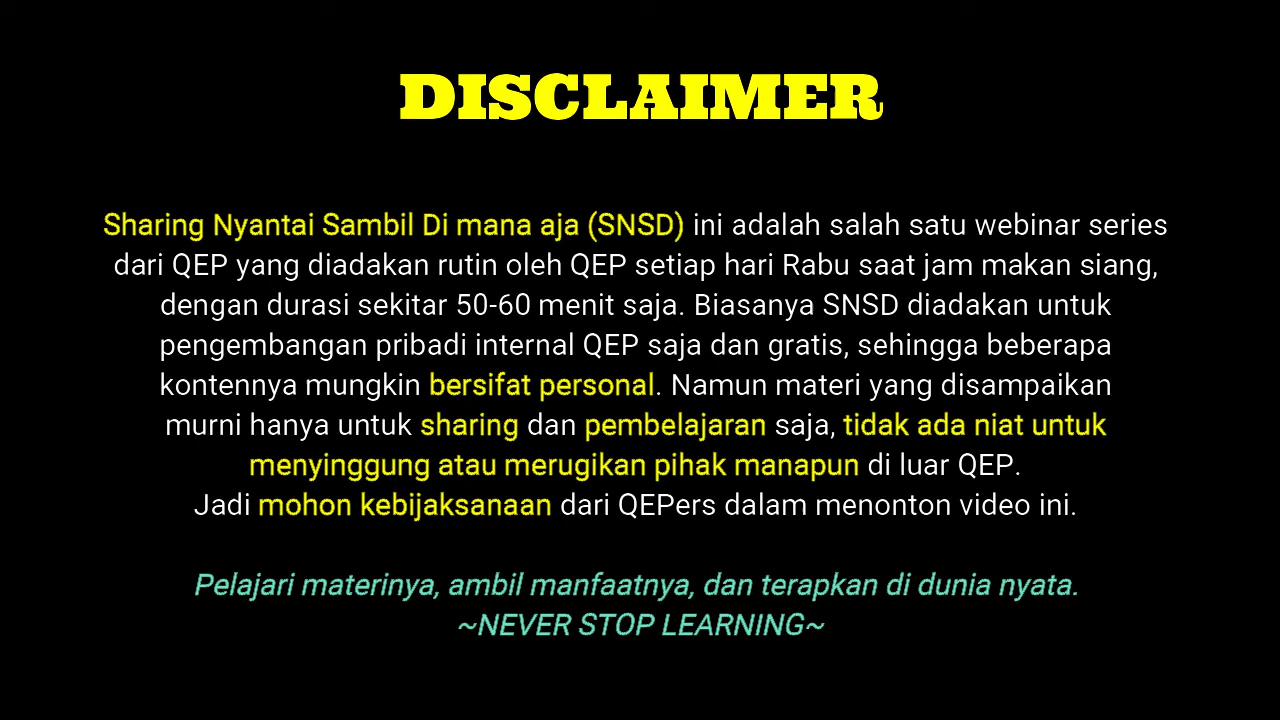 DISCLAIMER
Sharing Nyantai Sambil Di mana aja (SNSD) ini adalah salah satu webinar series
dari QEP yang diadakan rutin oleh QEP setiap hari Rabu saat jam makan siang,
dengan durasi sekitar 50-60 menit saja. Biasanya SNSD diadakan untuk
pengembangan pribadi internal QEP saja dan gratis, sehingga beberapa
kontennya mungkin bersifat personal. Namun materi yang disampaikan
murni hanya untuk sharing dan pembelajaran saja, tidak ada niat untuk
menyinggung atau merugikan pihak manapun di luar QEP.
Jadi mohon kebijaksanaan dari QEPers dalam menonton video ini.
Pelajari materinya, ambil manfaatnya, dan terapkan di dunia nyata.
~NEVER STOP LEARNING~